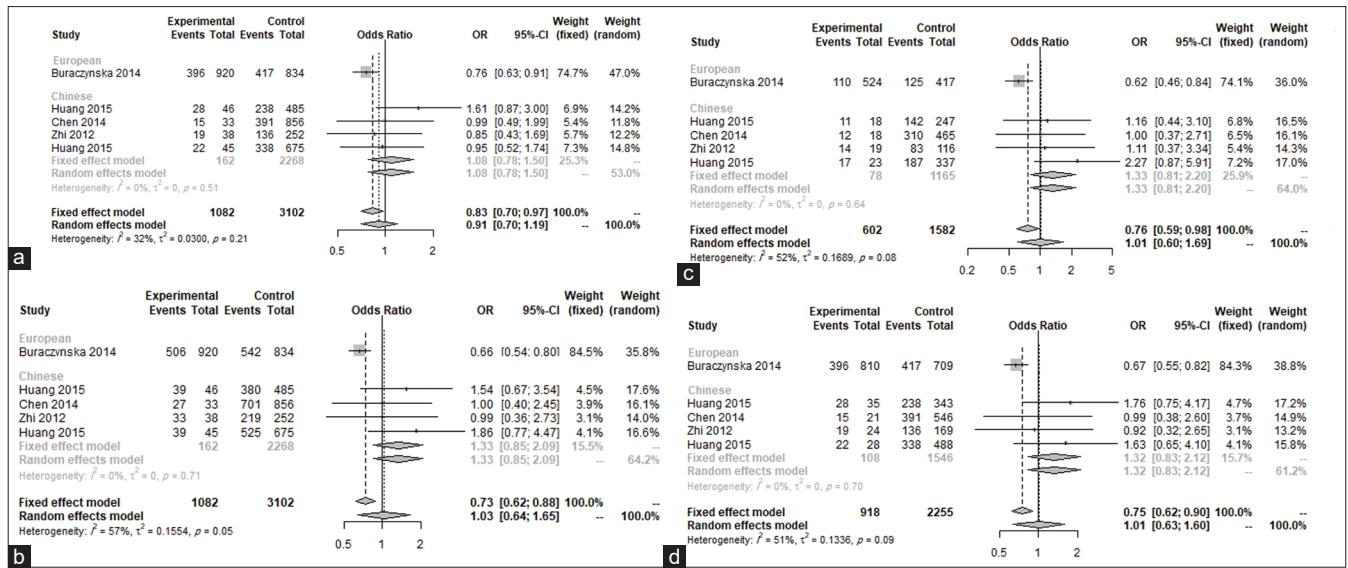 Experimental Control Weight Weight
Study Events Total Events Total Odds Ratio OR 95%-CI (fixed) (random)
European
Buraczynska 2014 396 920 417 834 0.76 [0.63; 0.91] 74.7% 47.0%
Chinese
Huang 2015 28 46 238 485 1.61 [0.87; 3.00] 6.9% 14.2%
Chen 2014 15 33 391 856 0.99 [0.49; 1.99] 5.4% 11.8%
Zhi 2012 19 38 136 252 0.85 [0.43; 1.69] 5.7% 12.2%
Huang 2015 22 45 338 675 0.95 [0.52; 1.74] 7.3% 14.8%
Fixed effect model 162 2268 1.08 [0.78; 1.50] 25.3% --
Random effects model 1.08 [0.78; 1.50] -- 53.0%
Heterogeneity: I² = 0%, τ² = 0, p = 0.51
Fixed effect model 1082 3102 0.83 [0.70; 0.97] 100.0% --
Random effects model 0.91 [0.70; 1.19] -- 100.0%
Heterogeneity: I² = 32%, τ² = 0.0300, p = 0.21
0.5 1 2
a
Experimental Control Weight Weight
Study Events Total Events Total Odds Ratio OR 95%-CI (fixed) (random)
European
Buraczynska 2014 506 920 542 834 0.66 [0.54; 0.80] 84.5% 35.8%
Chinese
Huang 2015 39 46 380 485 1.54 [0.67; 3.54] 4.5% 17.6%
Chen 2014 27 33 701 856 1.00 [0.40; 2.45] 3.9% 16.1%
Zhi 2012 33 38 219 252 0.99 [0.36; 2.73] 3.1% 14.0%
Huang 2015 39 45 525 675 1.86 [0.77; 4.47] 4.1% 16.6%
Fixed effect model 162 2268 1.33 [0.85; 2.09] 15.5% --
Random effects model 1.33 [0.85; 2.09] -- 64.2%
Heterogeneity: I² = 0%, τ² = 0, p = 0.71
Fixed effect model 1082 3102 0.73 [0.62; 0.88] 100.0% --
Random effects model 1.03 [0.64; 1.65] -- 100.0%
Heterogeneity: I² = 57%, τ² = 0.1554, p = 0.05
0.5 1 2
b
Experimental Control Weight Weight
Study Events Total Events Total Odds Ratio OR 95%-CI (fixed) (random)
European
Buraczynska 2014 110 524 125 417 0.62 [0.46; 0.84] 74.1% 36.0%
Chinese
Huang 2015 11 18 142 247 1.16 [0.44; 3.10] 6.8% 16.5%
Chen 2014 12 18 310 465 1.00 [0.37; 2.71] 6.5% 16.1%
Zhi 2012 14 19 83 116 1.11 [0.37; 3.34] 5.4% 14.3%
Huang 2015 17 23 187 337 2.27 [0.87; 5.91] 7.2% 17.0%
Fixed effect model 78 1165 1.33 [0.81; 2.20] 25.9% --
Random effects model 1.33 [0.81; 2.20] -- 64.0%
Heterogeneity: I² = 0%, τ² = 0, p = 0.64
Fixed effect model 602 1582 0.76 [0.59; 0.98] 100.0% --
Random effects model 1.01 [0.60; 1.69] -- 100.0%
Heterogeneity: I² = 52%, τ² = 0.1689, p = 0.08
0.2 0.5 1 2 5
c
Experimental Control Weight Weight
Study Events Total Events Total Odds Ratio OR 95%-CI (fixed) (random)
European
Buraczynska 2014 396 810 417 709 0.67 [0.55; 0.82] 84.3% 38.8%
Chinese
Huang 2015 28 35 238 343 1.76 [0.75; 4.17] 4.7% 17.2%
Chen 2014 15 21 391 546 0.99 [0.38; 2.60] 3.7% 14.9%
Zhi 2012 19 24 136 169 0.92 [0.32; 2.65] 3.1% 13.2%
Huang 2015 22 28 338 488 1.63 [0.65; 4.10] 4.1% 15.8%
Fixed effect model 108 1546 1.32 [0.83; 2.12] 15.7% --
Random effects model 1.32 [0.83; 2.12] -- 61.2%
Heterogeneity: I² = 0%, τ² = 0, p = 0.70
Fixed effect model 918 2255 0.75 [0.62; 0.90] 100.0% --
Random effects model 1.01 [0.63; 1.60] -- 100.0%
Heterogeneity: I² = 51%, τ² = 0.1336, p = 0.09
0.5 1 2
d